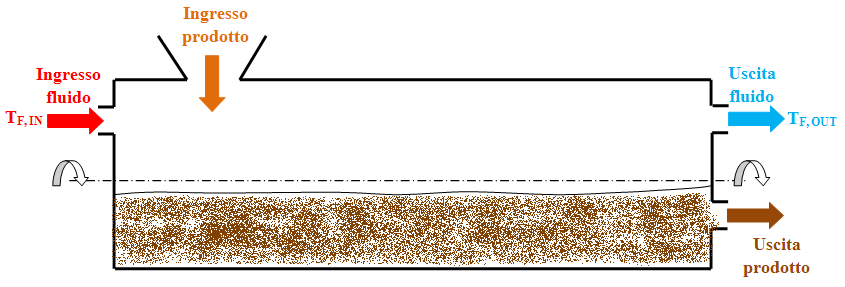 Ingresso
prodotto
Ingresso
fluido
TF, IN
Uscita
fluido
TF, OUT
Uscita
prodotto